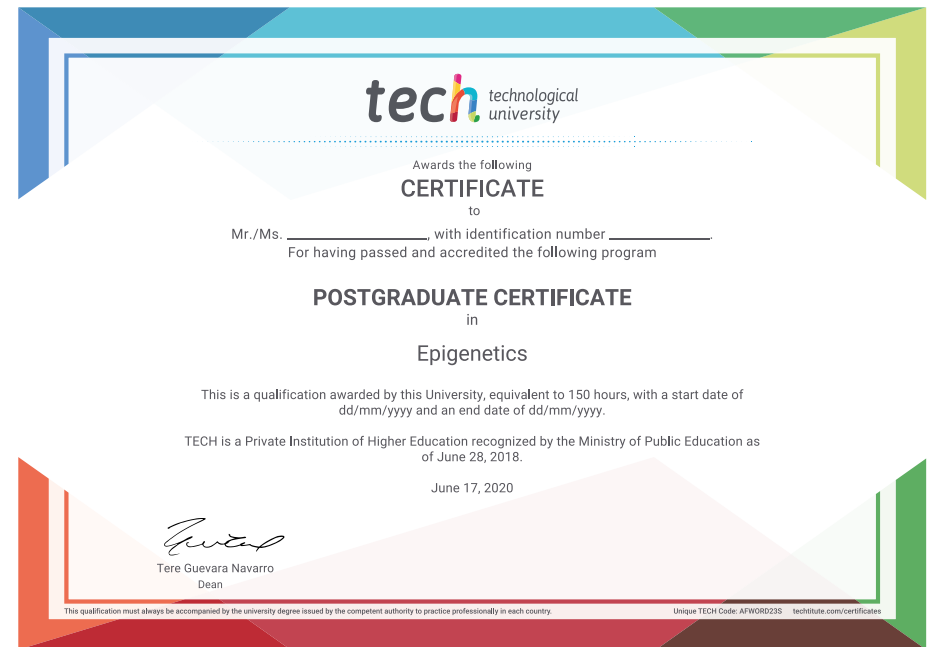 tech technological
university
Awards the following
CERTIFICATE
to
Mr./Ms. ____________________, with identification number ______________.
For having passed and accredited the following program
POSTGRADUATE CERTIFICATE
in
Epigenetics
This is a qualification awarded by this University, equivalent to 150 hours, with a start date of
dd/mm/yyyy and an end date of dd/mm/yyyy.
TECH is a Private Institution of Higher Education recognized by the Ministry of Public Education as
of June 28, 2018.
June 17, 2020
Tere Guevara Navarro
Dean
This qualification must always be accompanied by the university degree issued by the competent authority to practice professionally in each country. Unique TECH Code: AFWORD23S techtitute.com/certificates